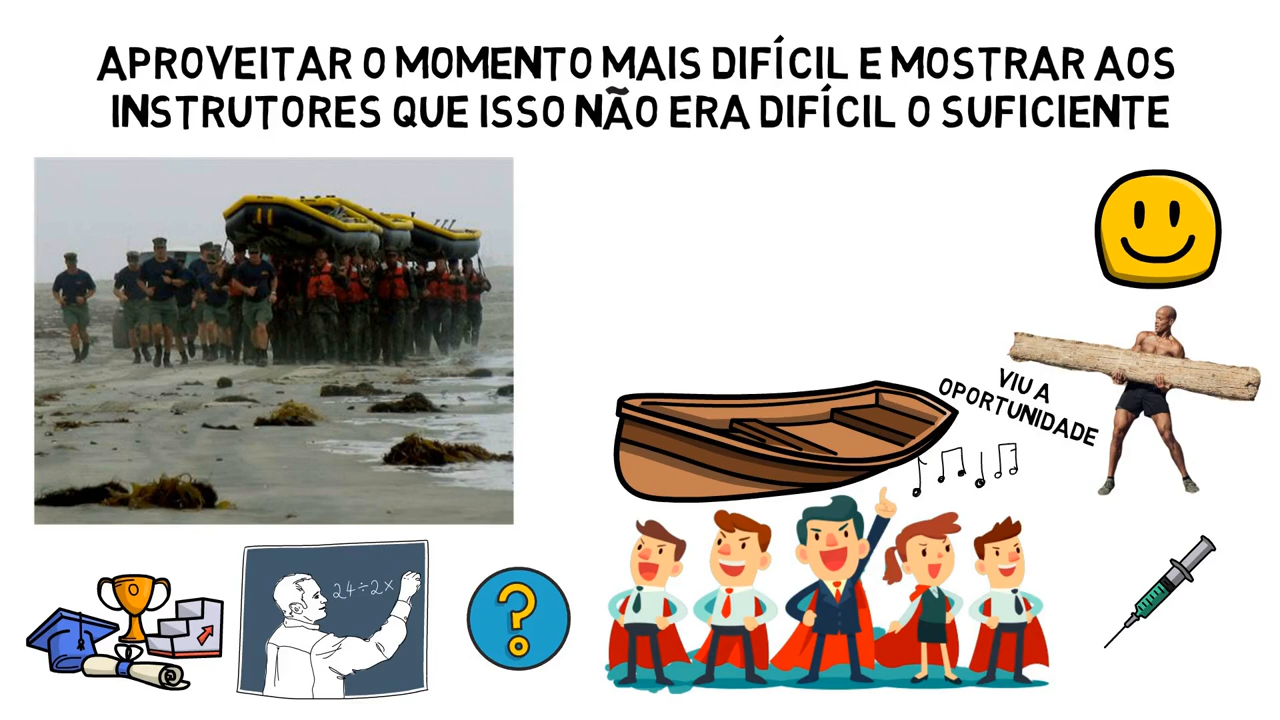 APROVEITAR O MOMENTO MAIS DIFÍCIL E MOSTRAR AOS
INSTRUTORES QUE ISSO NÃO ERA DIFÍCIL O SUFICIENTE
VIU A
OPORTUNIDADE
24÷2×